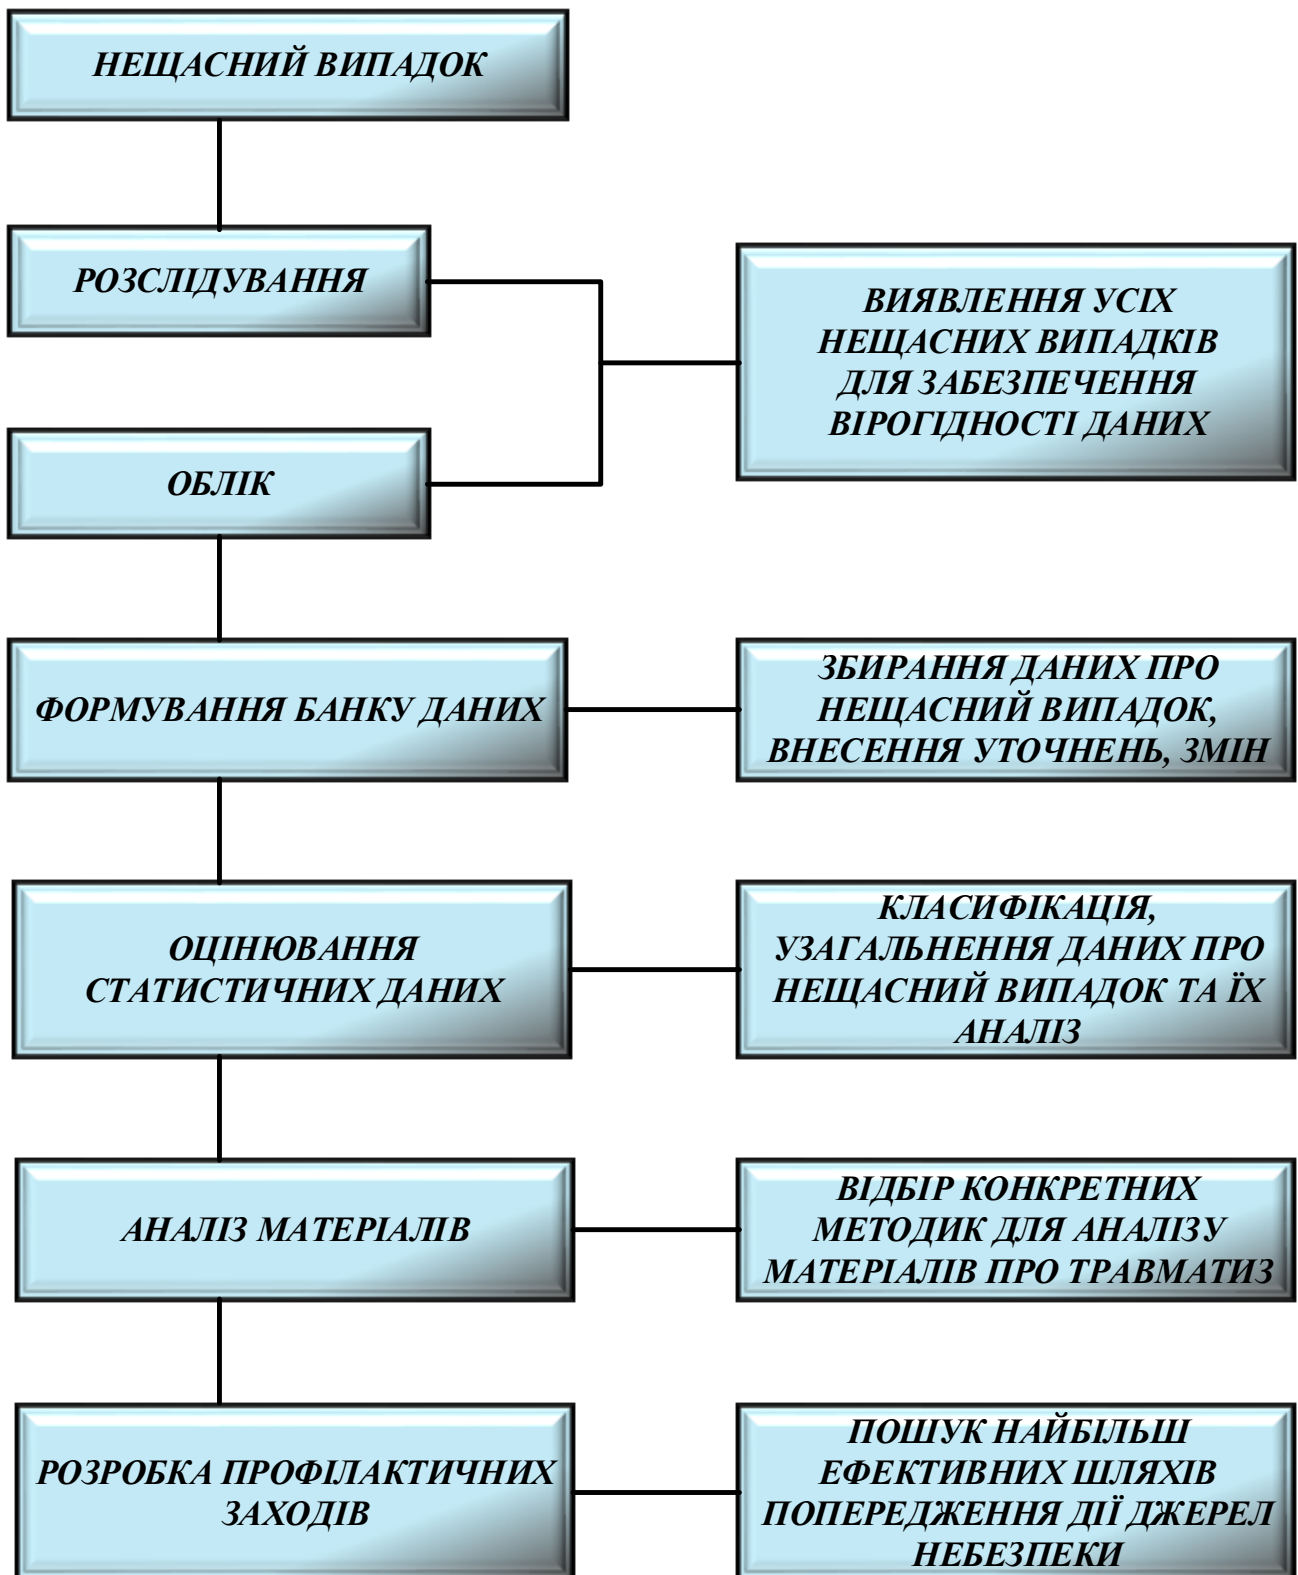 НЕЩАСНИЙ ВИПАДОК
РОЗСЛІДУВАННЯ
ВИЯВЛЕННЯ УСІХ
НЕЩАСНИХ ВИПАДКІВ
ДЛЯ ЗАБЕЗПЕЧЕННЯ
ВІРОГІДНОСТІ ДАНИХ
ОБЛІК
ФОРМУВАННЯ БАНКУ ДАНИХ
ЗБИРАННЯ ДАНИХ ПРО
НЕЩАСНИЙ ВИПАДОК,
ВНЕСЕННЯ УТОЧНЕНЬ, ЗМІН
ОЦІНЮВАННЯ
СТАТИСТИЧНИХ ДАНИХ
КЛАСИФІКАЦІЯ,
УЗАГАЛЬНЕННЯ ДАНИХ ПРО
НЕЩАСНИЙ ВИПАДОК ТА ЇХ
АНАЛІЗ
АНАЛІЗ МАТЕРІАЛІВ
ВІДБІР КОНКРЕТНИХ
МЕТОДИК ДЛЯ АНАЛІЗУ
МАТЕРІАЛІВ ПРО ТРАВМАТИЗ
РОЗРОБКА ПРОФІЛАКТИЧНИХ
ЗАХОДІВ
ПОШУК НАЙБІЛЬШ
ЕФЕКТИВНИХ ШЛЯХІВ
ПОПЕРЕДЖЕННЯ ДІЇ ДЖЕРЕЛ
НЕБЕЗПЕКИ